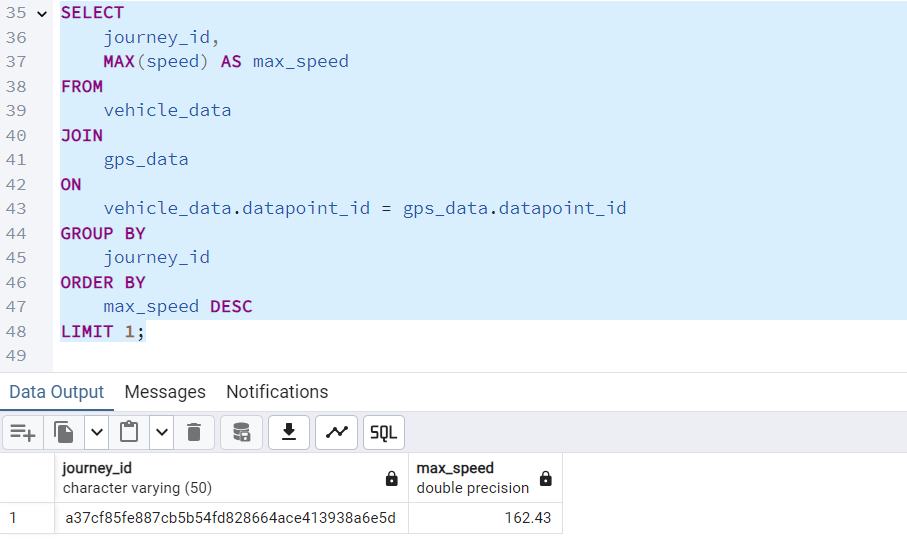 35 SELECT
36 journey_id,
37 MAX(speed) AS max_speed
38 FROM
39 vehicle_data
40 JOIN
41 gps_data
42 ON
43 vehicle_data.datapoint_id = gps_data.datapoint_id
44 GROUP BY
45 journey_id
46 ORDER BY
47 max_speed DESC
48 LIMIT 1;
49
Data Output Messages Notifications
SQL
journey_id max_speed
character varying (50) double precision
1 a37cf85fe887cb5b54fd828664ace413938a6e5d 162.43